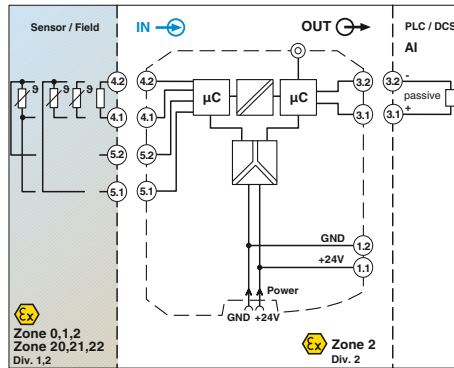 Sensor / Field
IN
OUT
PLC / DCS
AI
ϑ ϑ ϑ
4.2
4.2
µC
µC
3.2
3.2
-
passive
4.1
4.1
3.1
3.1
+
5.2
5.2
5.1
5.1
GND
1.2
+24V
1.1
Power
GND +24V
Ex
Zone 0,1,2
Zone 20,21,22
Div. 1,2
Ex
Zone 2
Div. 2